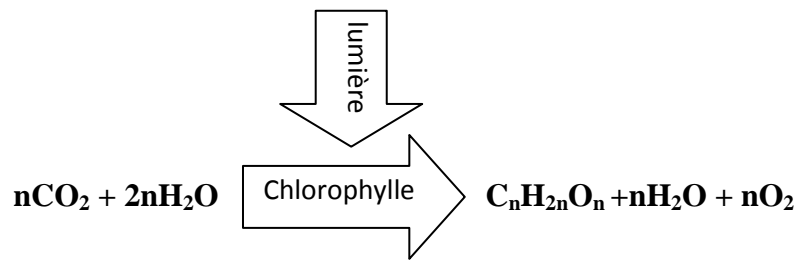 lumière
nCO₂ + 2nH₂O Chlorophylle CₙH₂ₙOₙ +nH₂O + nO₂